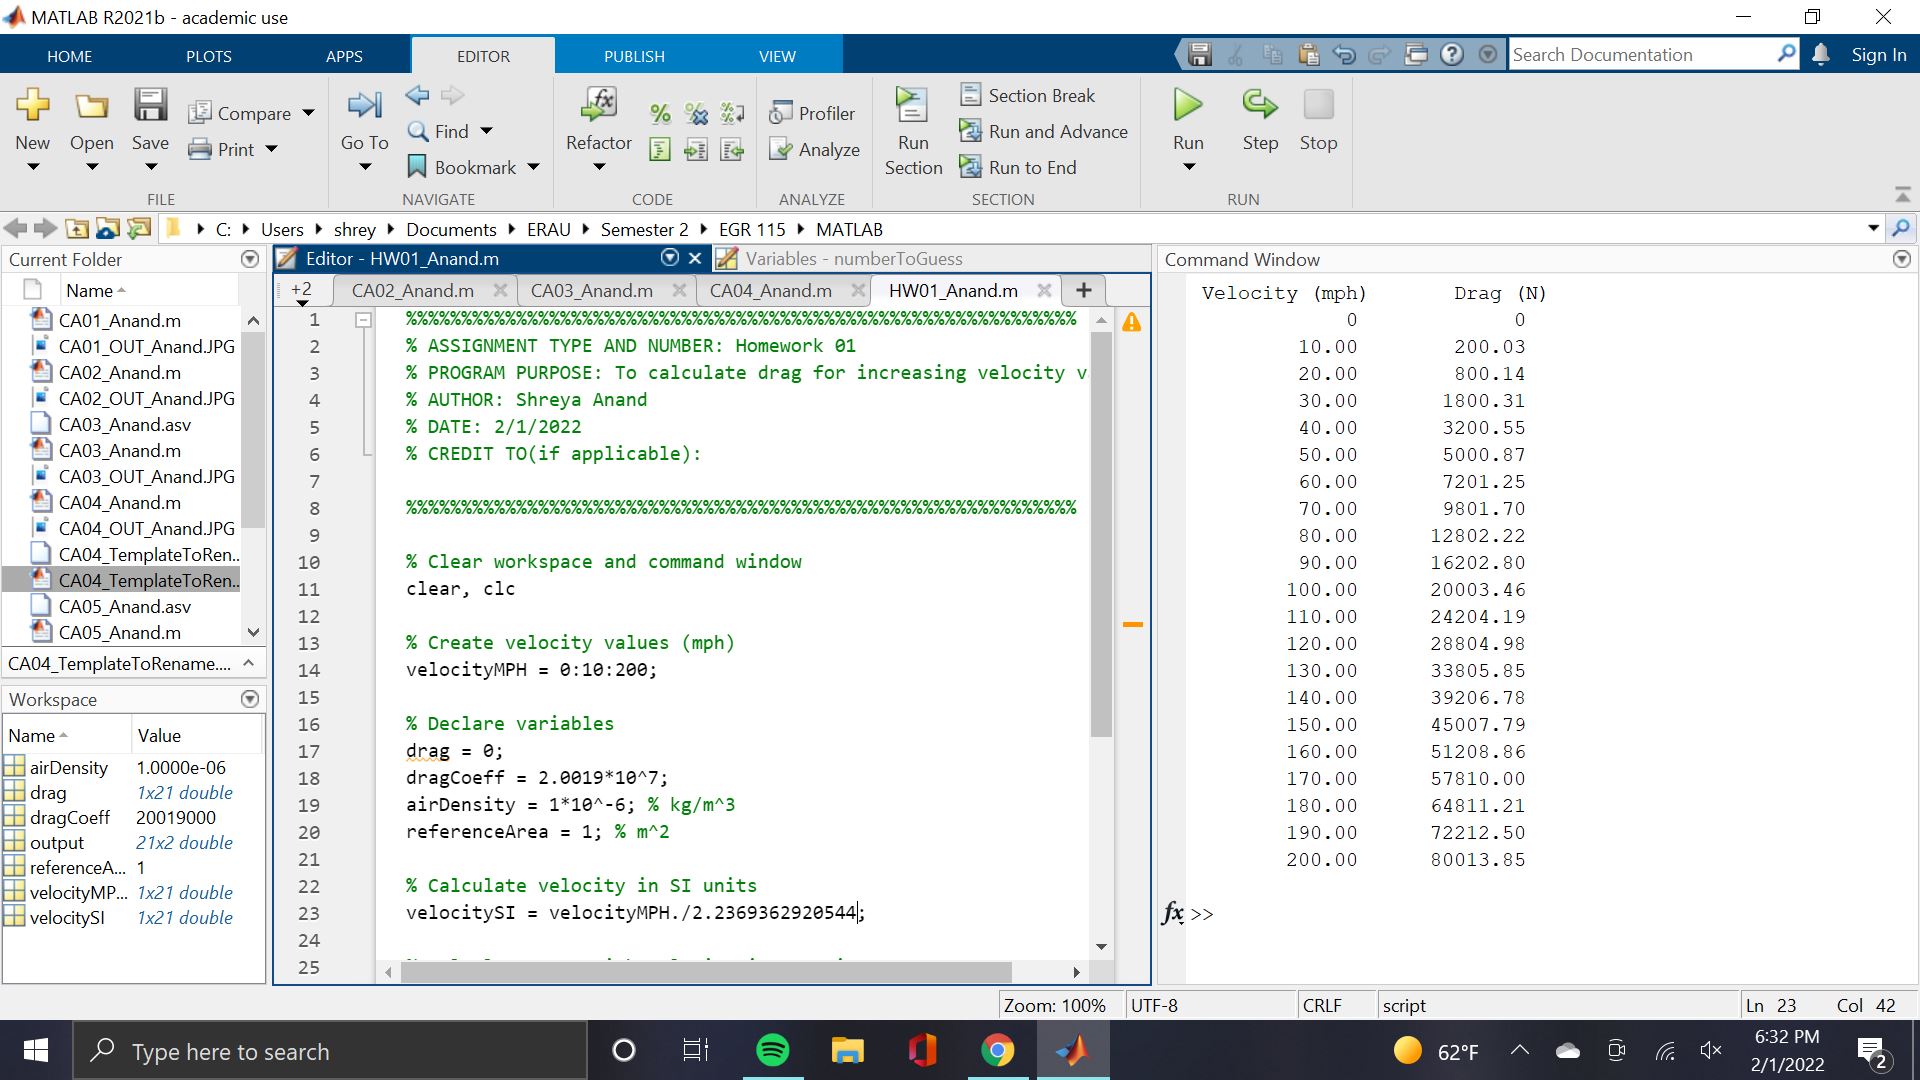 MATLAB R2021b - academic use
HOME PLOTS APPS EDITOR PUBLISH VIEW
Search Documentation
Sign In
New
Open
Save
Compare
Print
FILE
Go To
Find
Bookmark
NAVIGATE
Refactor
CODE
Profiler
Analyze
ANALYZE
Run Section
Section Break
Run and Advance
Run to End
SECTION
Run
Step
Stop
RUN
C: Users shrey Documents ERAU Semester 2 EGR 115 MATLAB
Current Folder
Name
CA01_Anand.m
CA01_OUT_Anand.JPG
CA02_Anand.m
CA02_OUT_Anand.JPG
CA03_Anand.asv
CA03_Anand.m
CA03_OUT_Anand.JPG
CA04_Anand.m
CA04_OUT_Anand.JPG
CA04_TemplateToRen..
CA04_TemplateToRen..
CA05_Anand.asv
CA05_Anand.m
CA04_TemplateToRename....
Workspace
Name Value
airDensity 1.0000e-06
drag 1x21 double
dragCoeff 20019000
output 21x2 double
referenceA... 1
velocityMP... 1x21 double
velocitySI 1x21 double
Editor - HW01_Anand.m
Variables - numberToGuess
+2 CA02_Anand.m CA03_Anand.m CA04_Anand.m HW01_Anand.m +
1 %%%%%%%%%%%%%%%%%%%%%%%%%%%%%%%%%%%%%%%%%%%%%%%%%%%%%%%%%%%%%
2 % ASSIGNMENT TYPE AND NUMBER: Homework 01
3 % PROGRAM PURPOSE: To calculate drag for increasing velocity v
4 % AUTHOR: Shreya Anand
5 % DATE: 2/1/2022
6 % CREDIT TO(if applicable):
7
8 %%%%%%%%%%%%%%%%%%%%%%%%%%%%%%%%%%%%%%%%%%%%%%%%%%%%%%%%%%%%%
9
10 % Clear workspace and command window
11 clear, clc
12
13 % Create velocity values (mph)
14 velocityMPH = 0:10:200;
15
16 % Declare variables
17 drag = 0;
18 dragCoeff = 2.0019*10^7;
19 airDensity = 1*10^-6; % kg/m^3
20 referenceArea = 1; % m^2
21
22 % Calculate velocity in SI units
23 velocitySI = velocityMPH./2.2369362920544;
24
25
Command Window
Velocity (mph) Drag (N)
0 0
10.00 200.03
20.00 800.14
30.00 1800.31
40.00 3200.55
50.00 5000.87
60.00 7201.25
70.00 9801.70
80.00 12802.22
90.00 16202.80
100.00 20003.46
110.00 24204.19
120.00 28804.98
130.00 33805.85
140.00 39206.78
150.00 45007.79
160.00 51208.86
170.00 57810.00
180.00 64811.21
190.00 72212.50
200.00 80013.85
fx >>
Zoom: 100% UTF-8 CRLF script Ln 23 Col 42
Type here to search
62°F
6:32 PM
2/1/2022
2